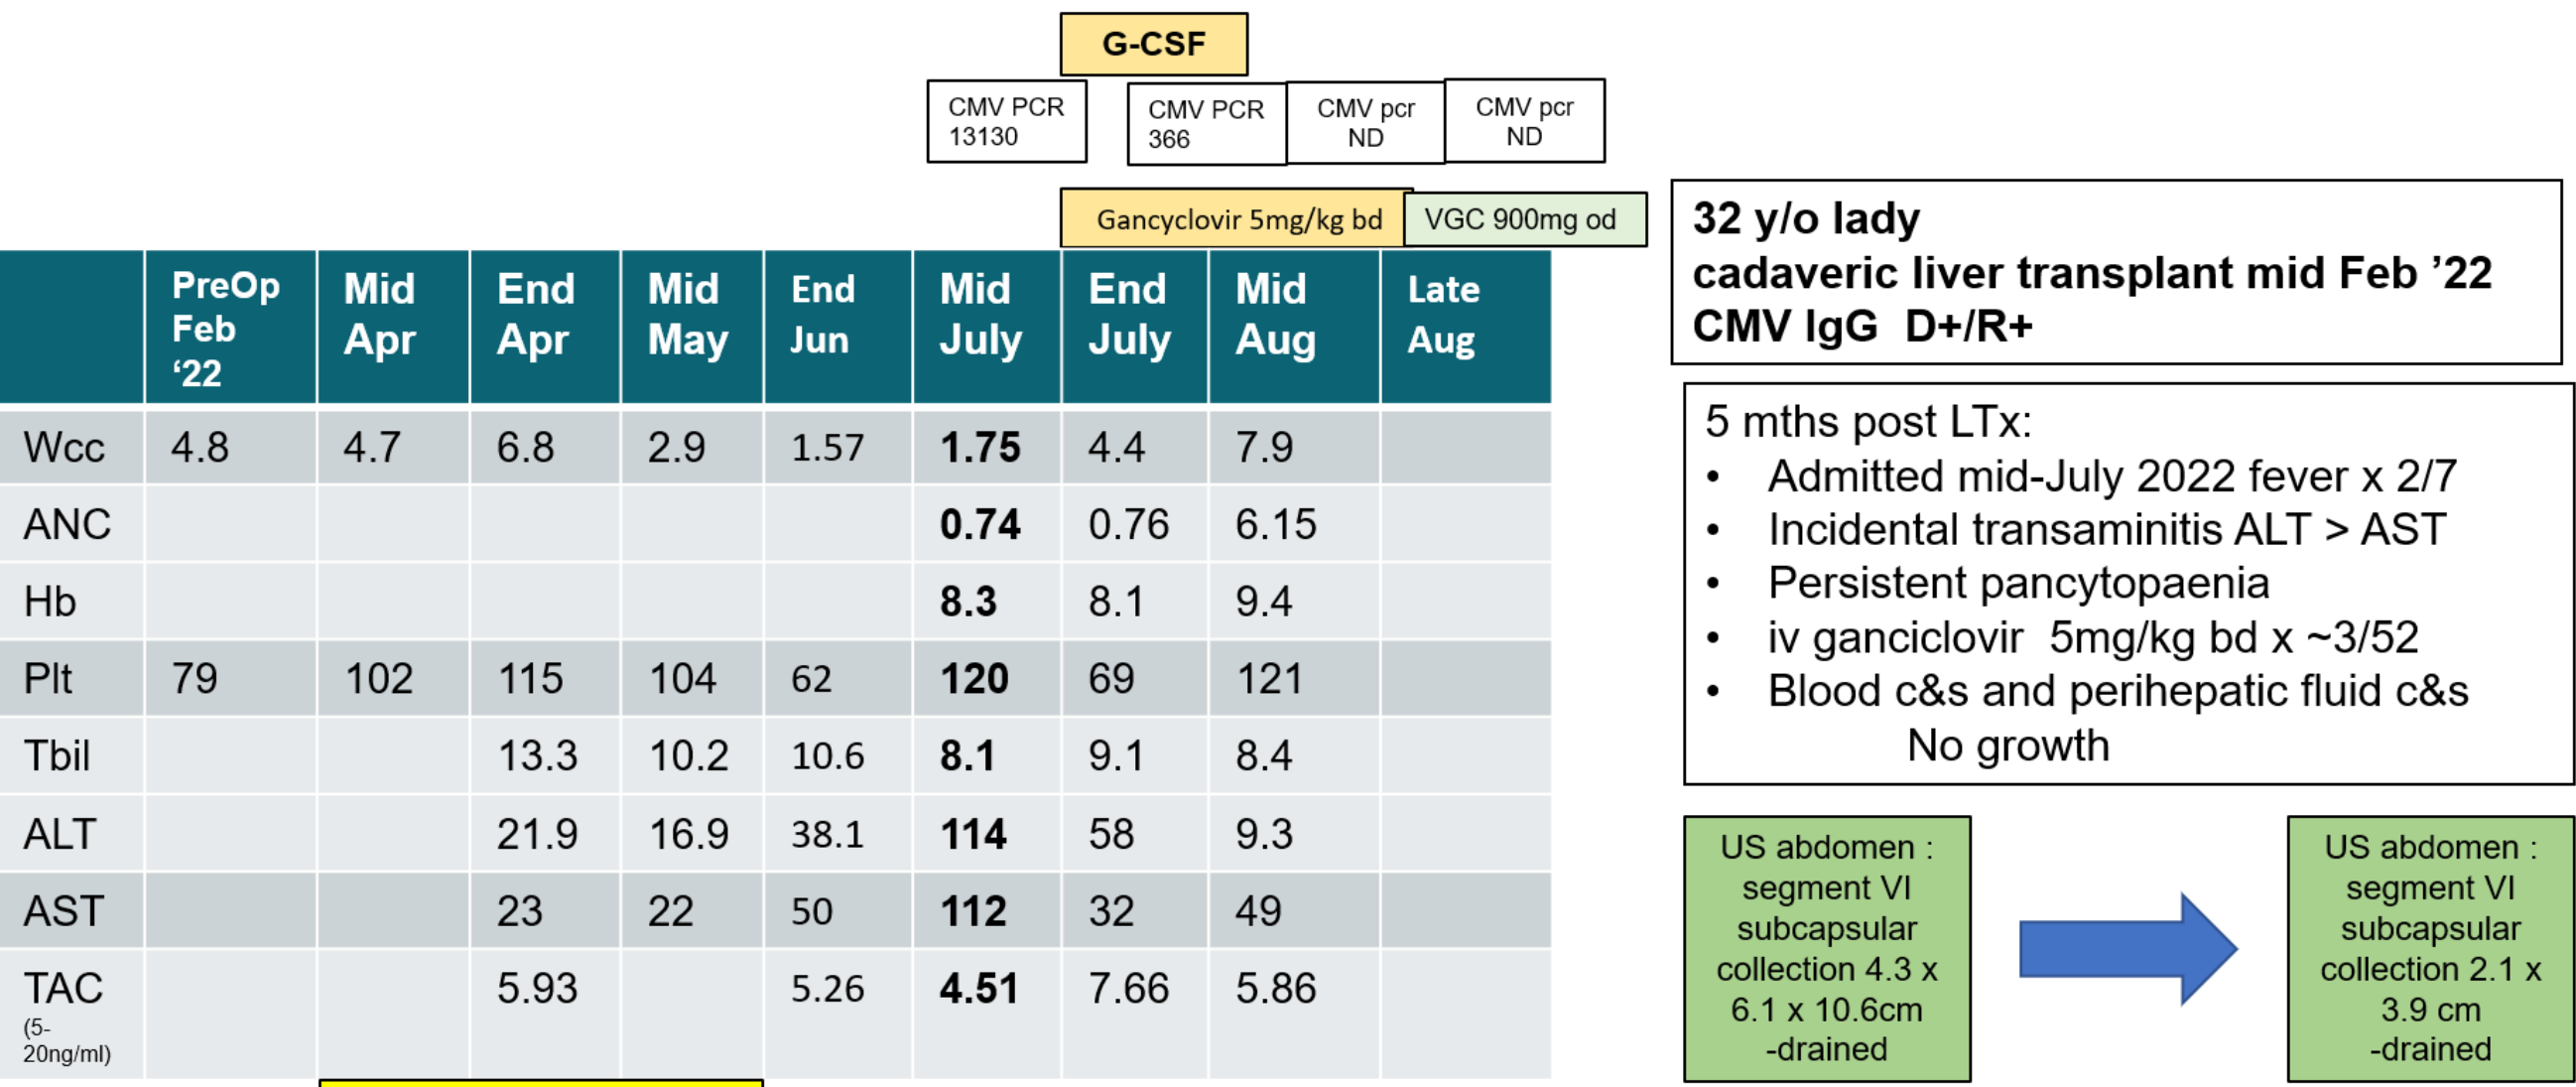 G-CSF
CMV PCR
13130
CMV PCR
366
CMV pcr
ND
CMV pcr
ND
Gancyclovir 5mg/kg bd
VGC 900mg od
PreOp Feb ‘22 Mid Apr End Apr Mid May End Jun Mid July End July Mid Aug Late Aug
Wcc 4.8 4.7 6.8 2.9 1.57 1.75 4.4 7.9
ANC 0.74 0.76 6.15
Hb 8.3 8.1 9.4
Plt 79 102 115 104 62 120 69 121
Tbil 13.3 10.2 10.6 8.1 9.1 8.4
ALT 21.9 16.9 38.1 114 58 9.3
AST 23 22 50 112 32 49
TAC 5.93 5.26 4.51 7.66 5.86
(5-
20ng/ml)
32 y/o lady
cadaveric liver transplant mid Feb ’22
CMV IgG D+/R+
5 mths post LTx:
• Admitted mid-July 2022 fever x 2/7
• Incidental transaminitis ALT > AST
• Persistent pancytopaenia
• iv ganciclovir 5mg/kg bd x ~3/52
• Blood c&s and perihepatic fluid c&s
No growth
US abdomen :
segment VI
subcapsular
collection 4.3 x
6.1 x 10.6cm
-drained
US abdomen :
segment VI
subcapsular
collection 2.1 x
3.9 cm
-drained